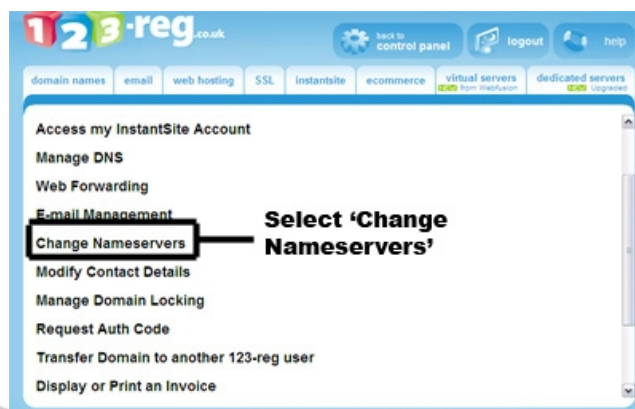 123-reg.co.uk
back to
control panel
logout
help
domain names
email
web hosting
SSL
instantsite
ecommerce
virtual servers
NEW from Webfusion
dedicated servers
NEW Upgraded
Access my InstantSite Account
Manage DNS
Web Forwarding
E-mail Management
Change Nameservers
Select ‘Change
Nameservers’
Modify Contact Details
Manage Domain Locking
Request Auth Code
Transfer Domain to another 123-reg user
Display or Print an Invoice